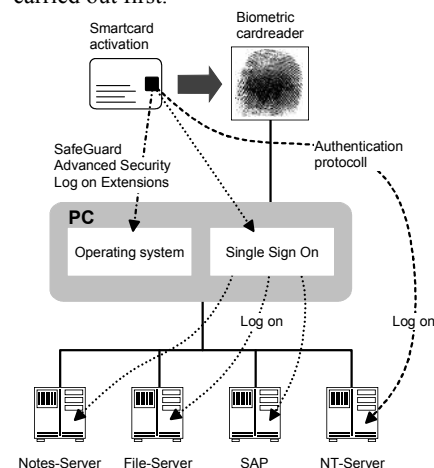 carried out first.
Smartcard
activation
Biometric
cardreader
SafeGuard
Advanced Security
Log on Extensions
Authentication
protocoll
PC
Operating system
Single Sign On
Log on
Log on
Notes-Server
File-Server
SAP
NT-Server